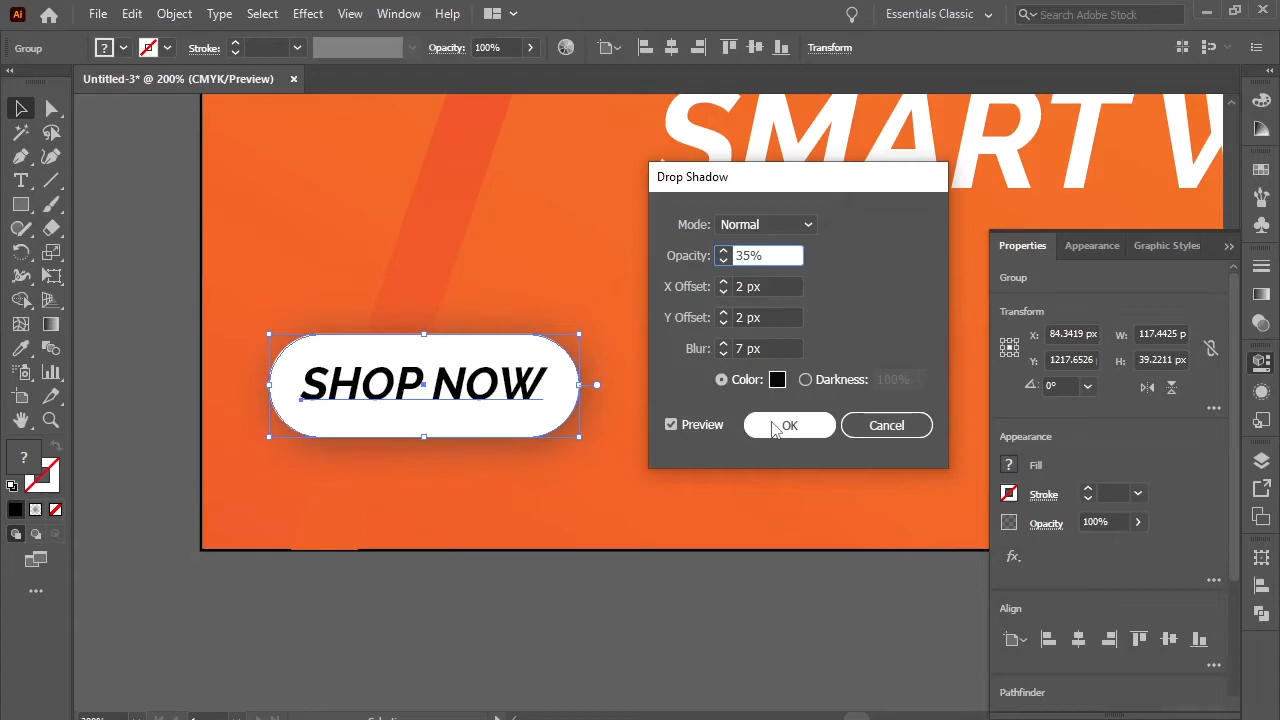 Ai
File Edit Object Type Select Effect View Window Help
Essentials Classic
Search Adobe Stock
Group
?
Stroke:
Opacity: 100%
Transform
Untitled-3* @ 200% (CMYK/Preview) ×
SMART
Drop Shadow
Mode: Normal
Opacity: 35%
X Offset: 2 px
Y Offset: 2 px
Blur: 7 px
Color:
Darkness: 100%
Preview
OK
Cancel
SHOP NOW
Properties Appearance Graphic Styles
Group
Transform
X: 84.3419 px W: 117.4425 p
Y: 1217.6526 H: 39.2211 px
0°
Appearance
? Fill
Stroke
Opacity 100%
fx.
Align
Pathfinder
?